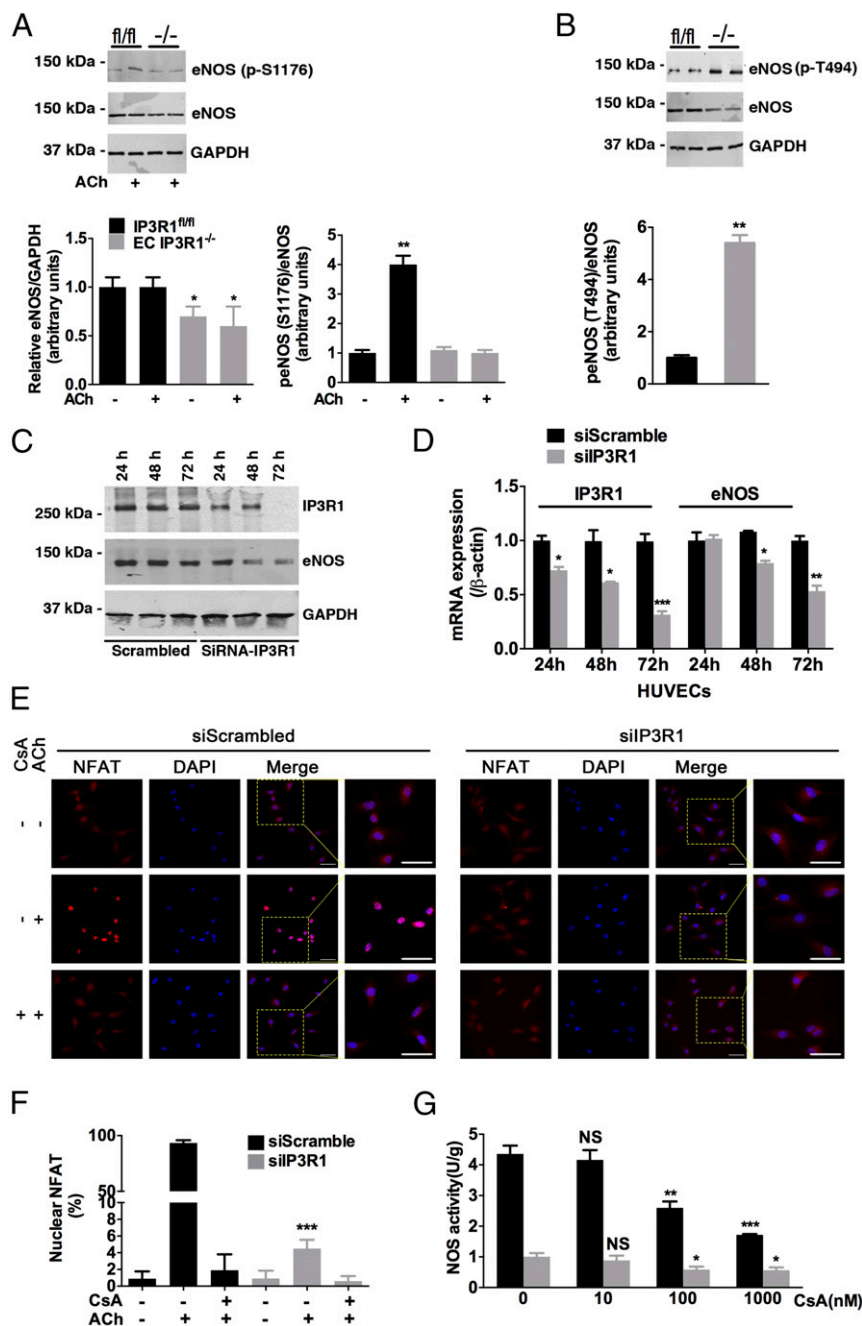 A
fl/fl -/-
150 kDa -
eNOS (p-S1176)
150 kDa -
eNOS
37 kDa -
GAPDH
ACh + +
IP3R1fl/fl
EC IP3R1-/-
Relative eNOS/GAPDH
(arbitrary units)
1.5
1.0
0.5
0.0
* *
ACh - + - +
peNOS (S1176)/eNOS
(arbitrary units)
6
5
4
3
2
1
0
**
ACh - + - +
B
fl/fl -/-
150 kDa -
eNOS (p-T494)
150 kDa -
eNOS
37 kDa -
GAPDH
peNOS (T494)/eNOS
(arbitrary units)
6
4
2
0
**
C
24 h 48 h 72 h 24 h 48 h 72 h
250 kDa -
IP3R1
150 kDa -
eNOS
37 kDa -
GAPDH
Scrambled SiRNA-IP3R1
D
siScramble
siIP3R1
IP3R1 eNOS
mRNA expression
(/β-actin)
1.5
1.0
0.5
0.0
* * *** * **
24h 48h 72h 24h 48h 72h
HUVECs
E
siScrambled siIP3R1
CsA ACh
NFAT DAPI Merge NFAT DAPI Merge
- -
- +
+ +
F
siScramble
siIP3R1
Nuclear NFAT
(%)
100
50
10
8
6
4
2
0
***
CsA - - + - - +
ACh - + + - + +
G
NOS activity(U/g)
5
4
3
2
1
0
NS NS ** * *** *
0 10 100 1000 CsA(nM)